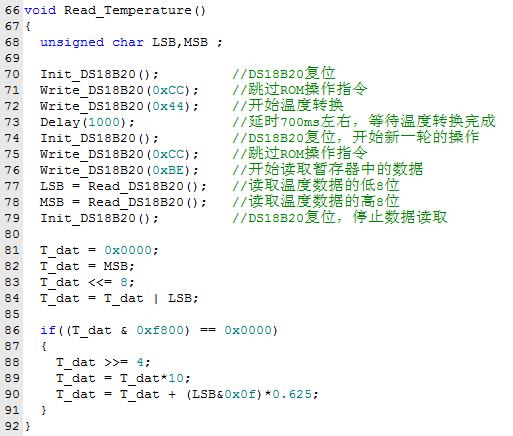 66 void Read_Temperature()
67 {
68   unsigned char LSB,MSB ;
69
70   Init_DS18B20();         //DS18B20复位
71   Write_DS18B20(0xCC);    //跳过ROM操作指令
72   Write_DS18B20(0x44);    //开始温度转换
73   Delay(1000);            //延时700ms左右，等待温度转换完成
74   Init_DS18B20();         //DS18B20复位，开始新一轮的操作
75   Write_DS18B20(0xCC);    //跳过ROM操作指令
76   Write_DS18B20(0xBE);    //开始读取暂存器中的数据
77   LSB = Read_DS18B20();   //读取温度数据的低8位
78   MSB = Read_DS18B20();   //读取温度数据的高8位
79   Init_DS18B20();         //DS18B20复位，停止数据读取
80
81   T_dat = 0x0000;
82   T_dat = MSB;
83   T_dat <<= 8;
84   T_dat = T_dat | LSB;
85
86   if((T_dat & 0xf800) == 0x0000)
87   {
88     T_dat >>= 4;
89     T_dat = T_dat*10;
90     T_dat = T_dat + (LSB&0x0f)*0.625;
91   }
92 }